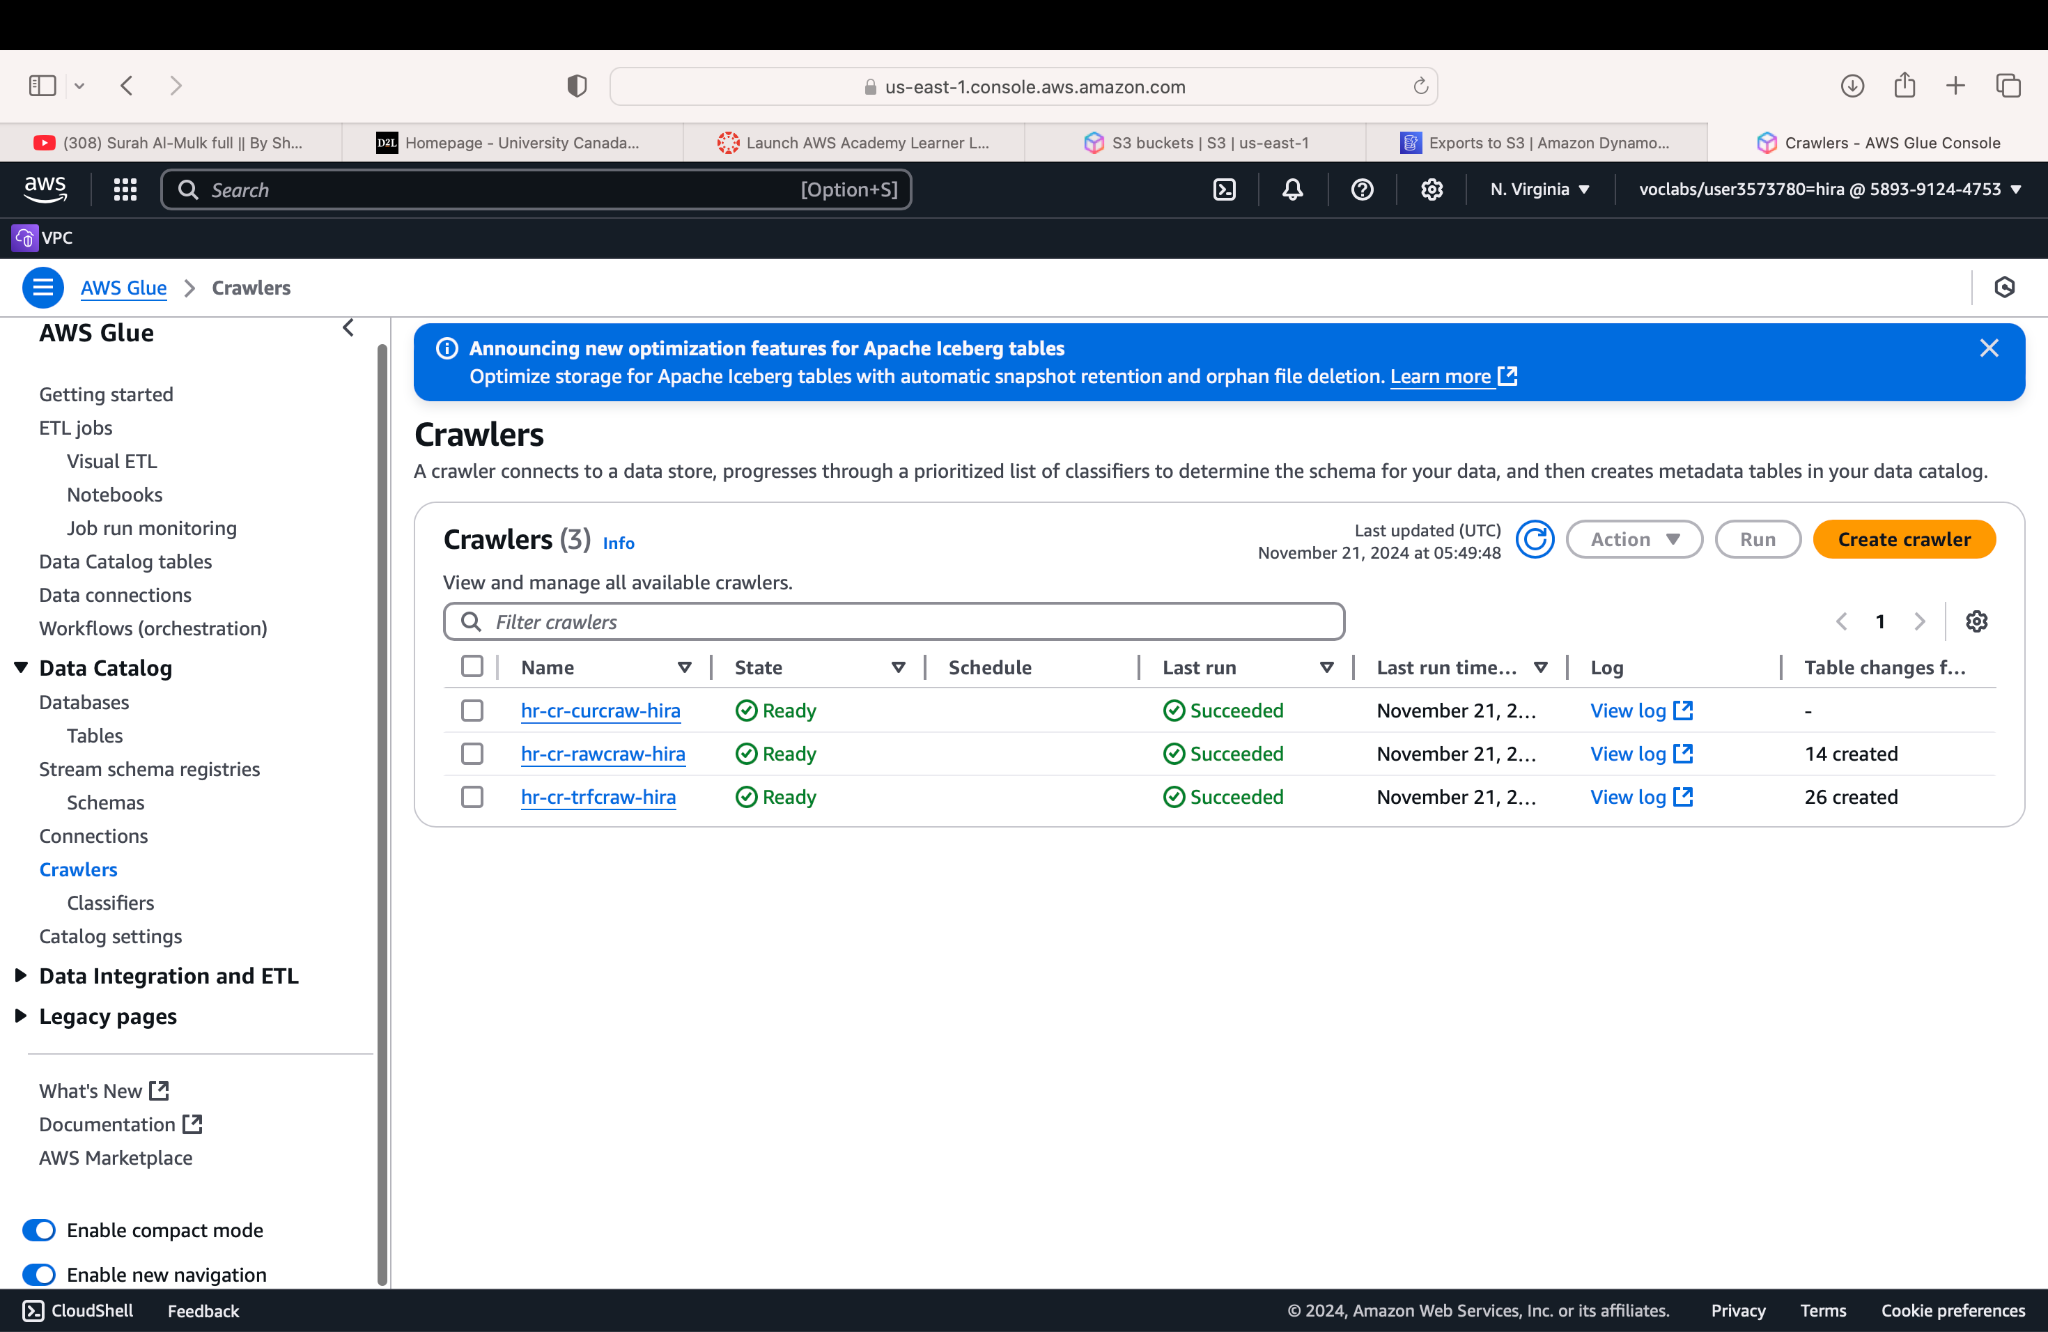 us-east-1.console.aws.amazon.com
(308) Surah Al-Mulk full || By Sh...
D2L Homepage - University Canada...
Launch AWS Academy Learner L...
S3 buckets | S3 | us-east-1
Exports to S3 | Amazon Dynamo...
Crawlers - AWS Glue Console
aws
Search [Option+S]
N. Virginia
voclabs/user3573780=hira @ 5893-9124-4753
VPC
AWS Glue > Crawlers
AWS Glue
Getting started
ETL jobs
Visual ETL
Notebooks
Job run monitoring
Data Catalog tables
Data connections
Workflows (orchestration)
Data Catalog
Databases
Tables
Stream schema registries
Schemas
Connections
Crawlers
Classifiers
Catalog settings
Data Integration and ETL
Legacy pages
What's New
Documentation
AWS Marketplace
Enable compact mode
Enable new navigation
Announcing new optimization features for Apache Iceberg tables
Optimize storage for Apache Iceberg tables with automatic snapshot retention and orphan file deletion. Learn more
Crawlers
A crawler connects to a data store, progresses through a prioritized list of classifiers to determine the schema for your data, and then creates metadata tables in your data catalog.
Crawlers (3) Info
Last updated (UTC)
November 21, 2024 at 05:49:48
Action
Run
Create crawler
View and manage all available crawlers.
Filter crawlers
1
Name State Schedule Last run Last run time... Log Table changes f...
hr-cr-curcraw-hira Ready Succeeded November 21, 2... View log -
hr-cr-rawcraw-hira Ready Succeeded November 21, 2... View log 14 created
hr-cr-trfcraw-hira Ready Succeeded November 21, 2... View log 26 created
CloudShell Feedback
© 2024, Amazon Web Services, Inc. or its affiliates. Privacy Terms Cookie preferences